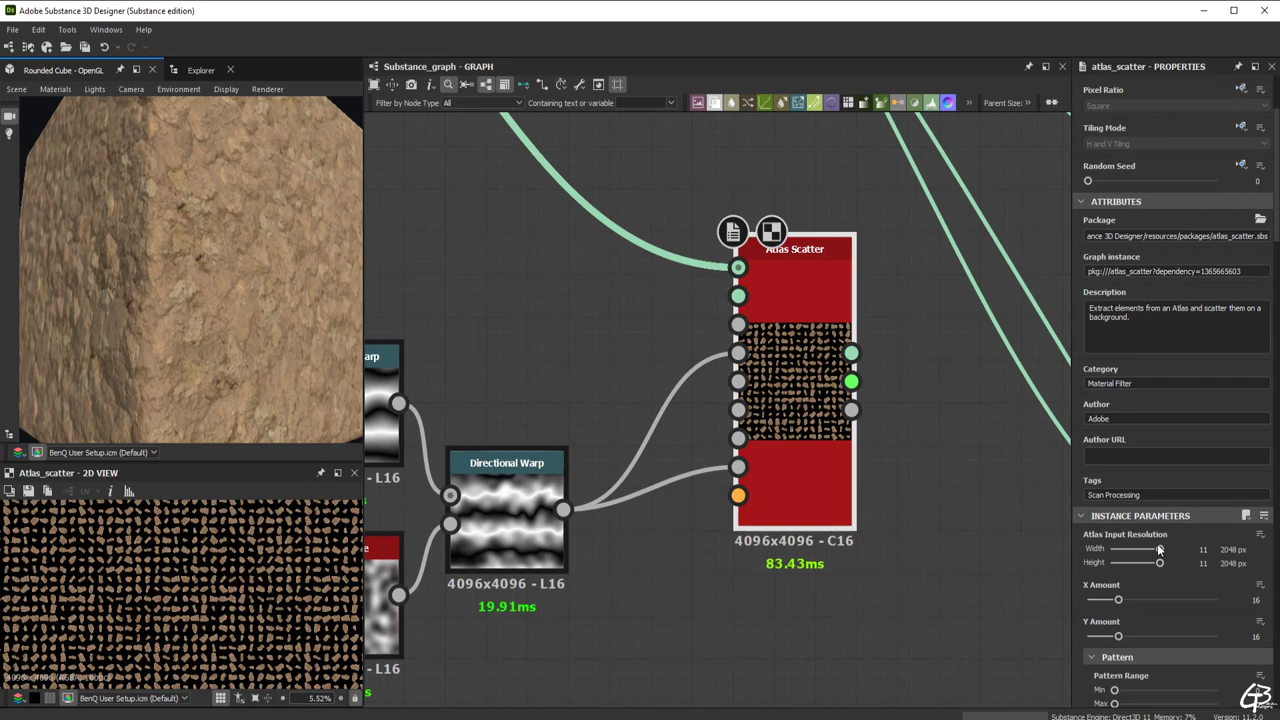 Adobe Substance 3D Designer (Substance edition)
File Edit Tools Windows Help
Rounded Cube - OpenGL
Explorer
Scene Materials Lights Camera Environment Display Renderer
BenQ User Setup.icm (Default)
Atlas_scatter - 2D VIEW
UV
BenQ User Setup.icm (Default)
5.52%
Substance_graph - GRAPH
Filter by Node Type All Containing text or variable Parent Size: »
arp
- L16
- L16
Directional Warp
4096x4096 - L16
19.91ms
Atlas Scatter
4096x4096 - C16
83.43ms
atlas_scatter - PROPERTIES
Pixel Ratio
Square
Tiling Mode
H and V Tiling
Random Seed
0
ATTRIBUTES
Package
ance 3D Designer/resources/packages/atlas_scatter.sbs
Graph instance
pkg:///atlas_scatter?dependency=1365665603
Description
Extract elements from an Atlas and scatter them on a
background.
Category
Material Filter
Author
Adobe
Author URL
Tags
Scan Processing
INSTANCE PARAMETERS
Atlas Input Resolution
Width 11 2048 px
Height 11 2048 px
X Amount
16
Y Amount
16
Pattern
Pattern Range
Min
Max
Substance Engine: Direct3D 11 Memory: 7% Version: 11.2.0